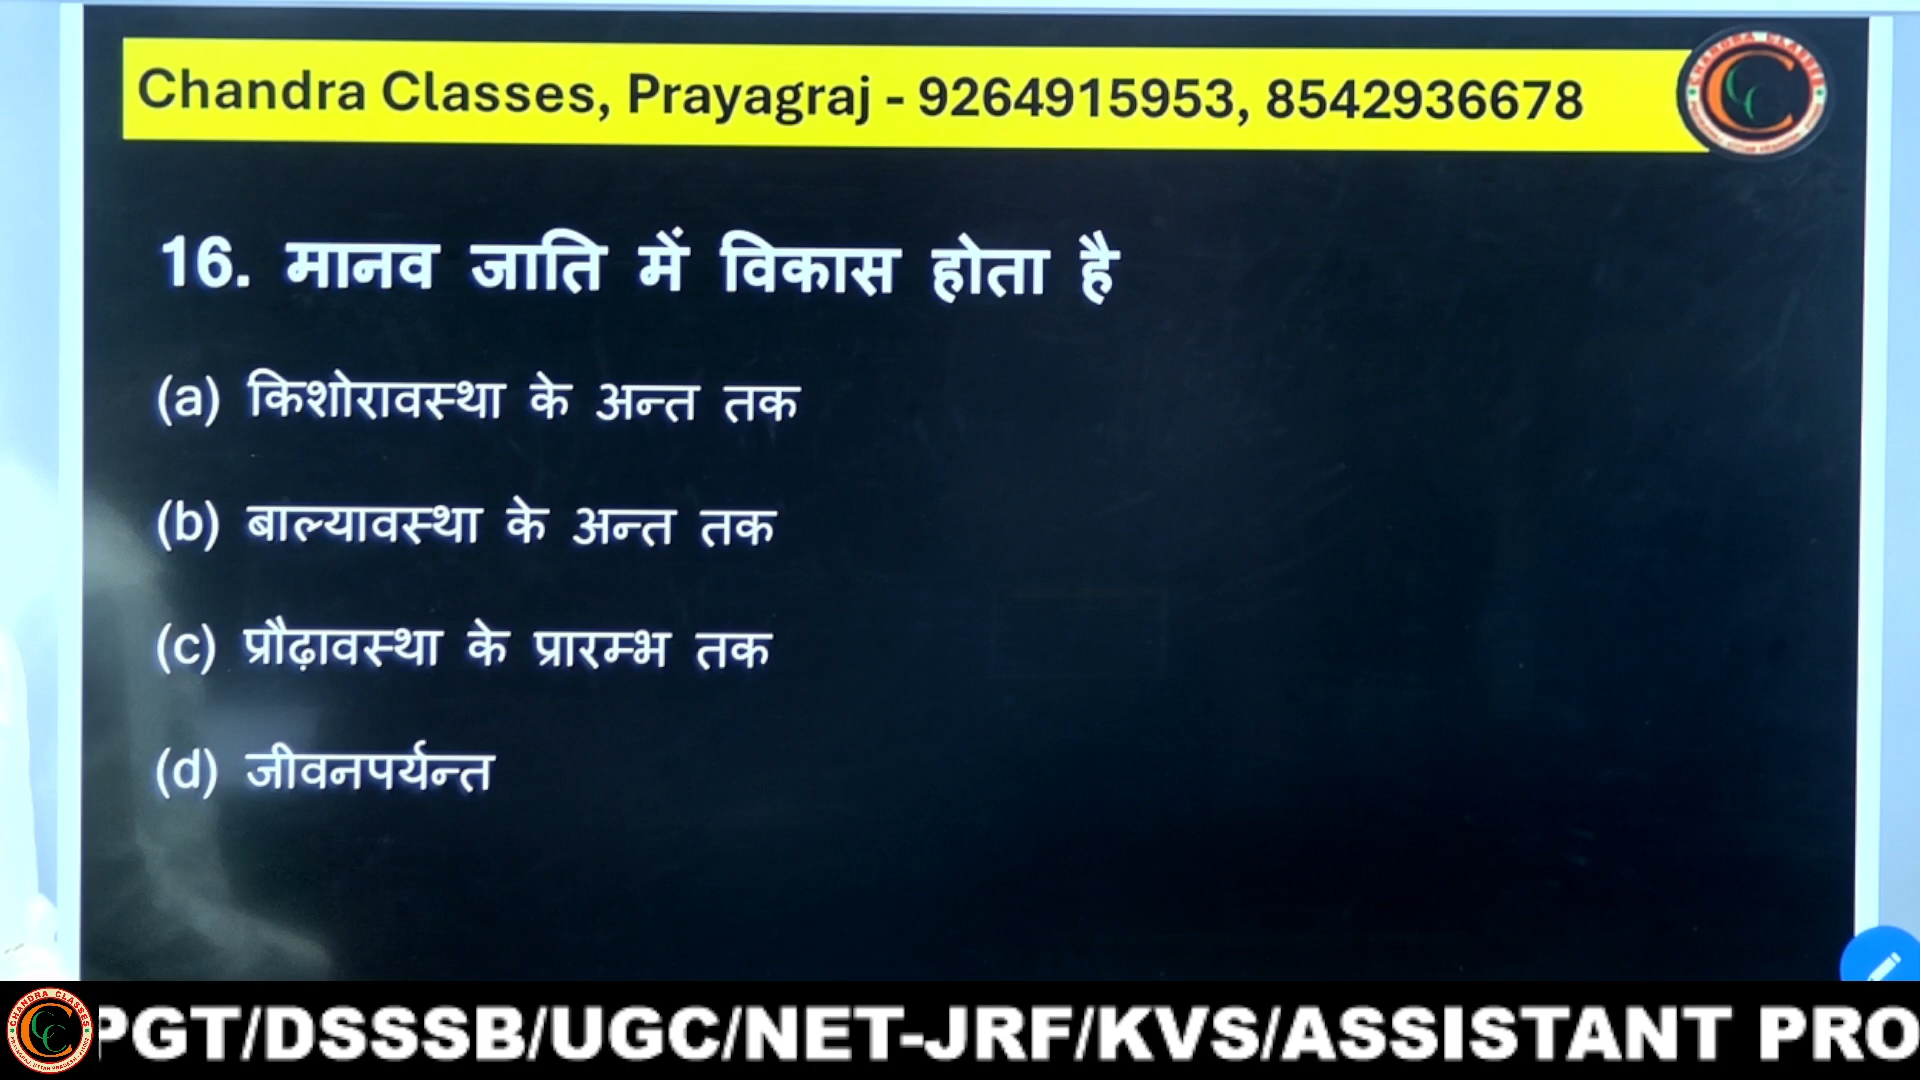 Chandra Classes, Prayagraj - 9264915953, 8542936678
16. मानव जाति में विकास होता है
(a) किशोरावस्था के अन्त तक
(b) बाल्यावस्था के अन्त तक
(c) प्रौढ़ावस्था के प्रारम्भ तक
(d) जीवनपर्यन्त
PGT/DSSSB/UGC/NET-JRF/KVS/ASSISTANT PRO